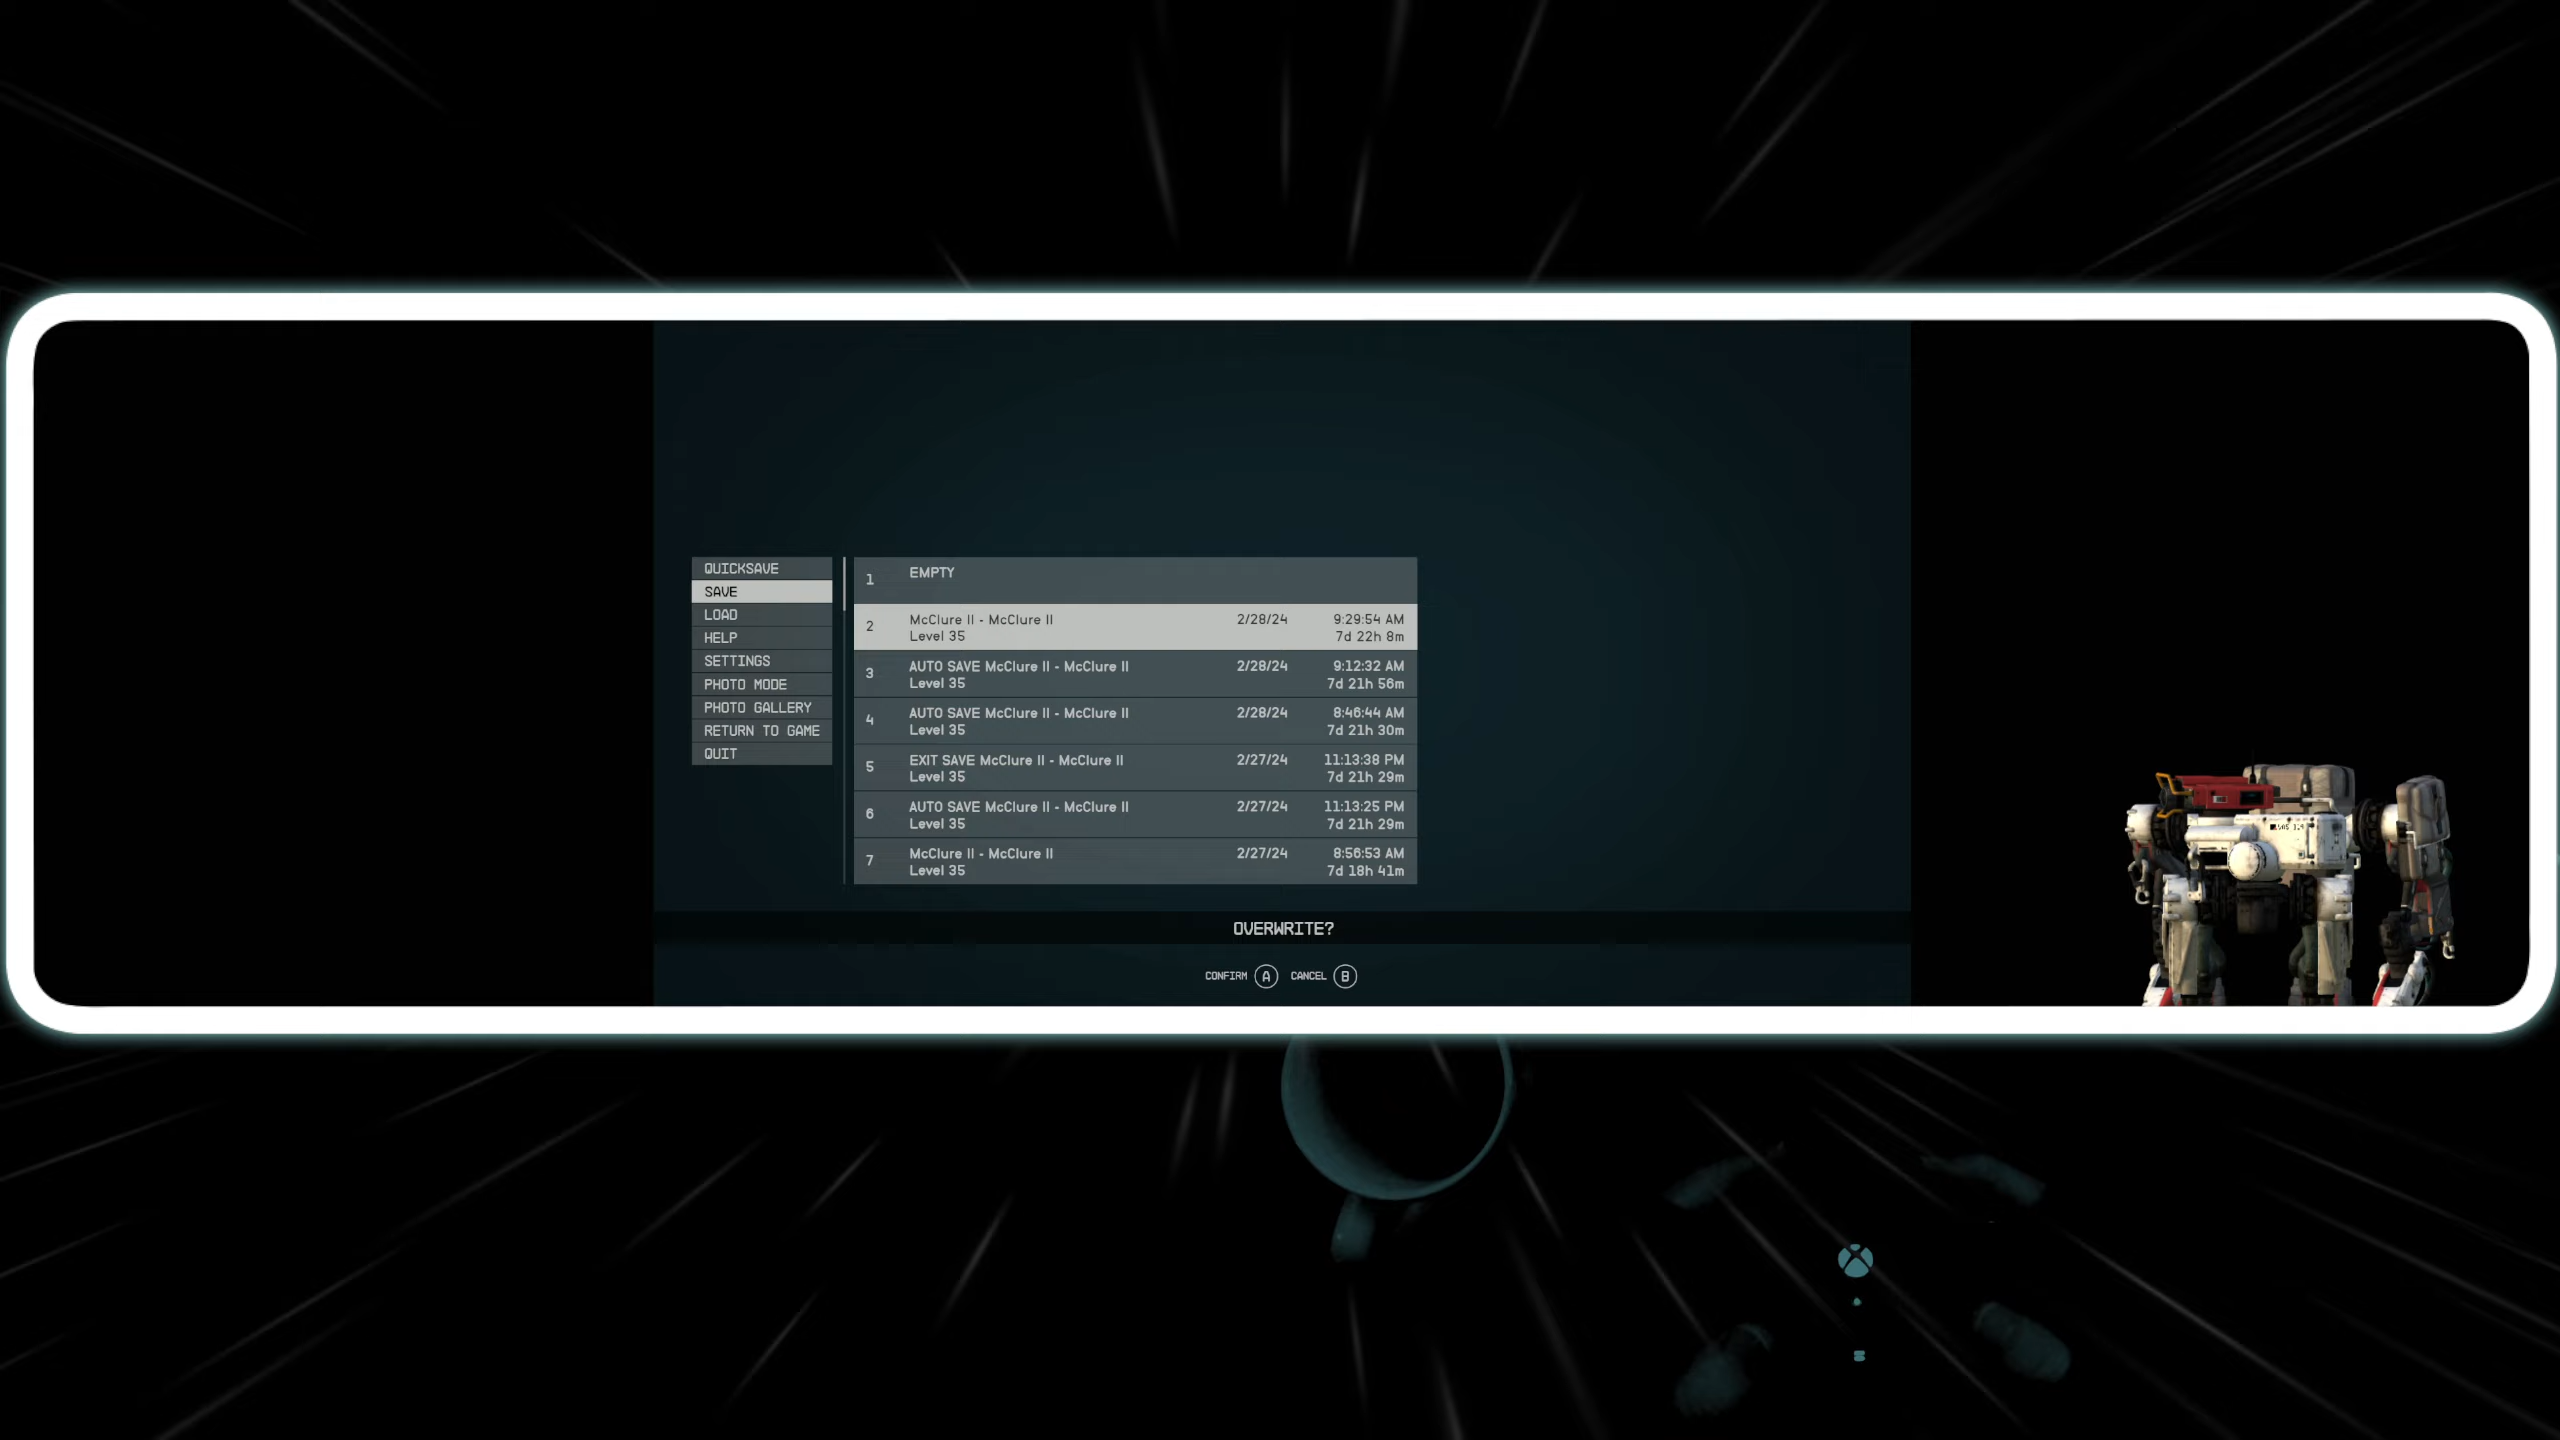 QUICKSAVE
SAVE
LOAD
HELP
SETTINGS
PHOTO MODE
PHOTO GALLERY
RETURN TO GAME
QUIT
1 EMPTY
2 McClure II - McClure II 2/28/24 9:29:54 AM
Level 35 7d 22h 8m
3 AUTO SAVE McClure II - McClure II 2/28/24 9:12:32 AM
Level 35 7d 21h 56m
4 AUTO SAVE McClure II - McClure II 2/28/24 8:46:44 AM
Level 35 7d 21h 30m
5 EXIT SAVE McClure II - McClure II 2/27/24 11:13:38 PM
Level 35 7d 21h 29m
6 AUTO SAVE McClure II - McClure II 2/27/24 11:13:25 PM
Level 35 7d 21h 29m
7 McClure II - McClure II 2/27/24 8:56:53 AM
Level 35 7d 18h 41m
OVERWRITE?
CONFIRM A CANCEL B